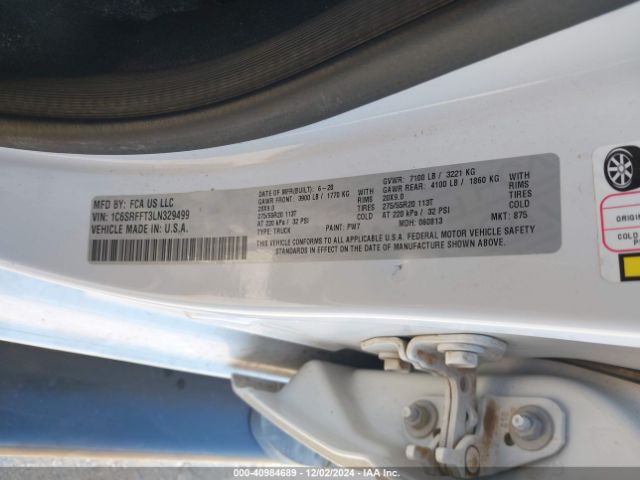 MFD BY: FCA US LLC
VIN: 1C6SRFFT3LN329499
VEHICLE MADE IN: U.S.A.
DATE OF MFR(BUILT): 6-20
GAWR FRONT: 3900 LB / 1770 KG
20X9.0 RIMS
275/55R20 113T TIRES
AT 220 kPa / 32 PSI COLD
TYPE: TRUCK PAINT: PW7
GVWR: 7100 LB / 3221 KG
GAWR REAR: 4100 LB / 1860 KG
20X9.0 RIMS
275/55R20 113T TIRES
AT 220 kPa / 32 PSI COLD
MDH: 060813 MKT: 875
THIS VEHICLE CONFORMS TO ALL APPLICABLE U.S.A. FEDERAL MOTOR VEHICLE SAFETY
STANDARDS IN EFFECT ON THE DATE OF MANUFACTURE SHOWN ABOVE.
COLD
00-40984689 - 12/02/2024 - IAA Inc.